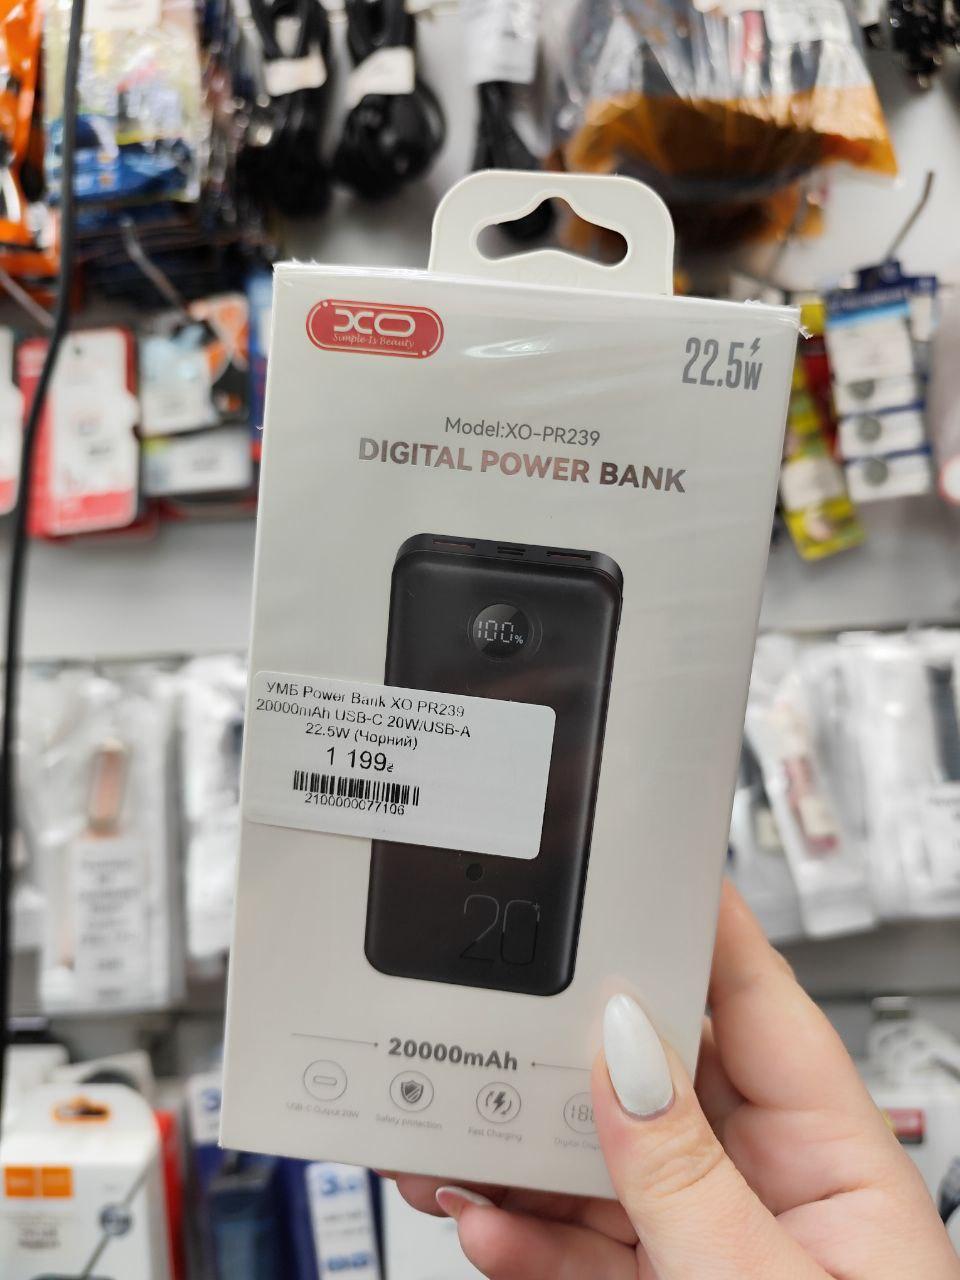 XO
Simple Is Beauty
22.5W
Model:XO-PR239
DIGITAL POWER BANK
100%
УМБ Power Bank XO PR239
20000mAh USB-C 20W/USB-A
22.5W (Чорний)
1 199₴
2100000077106
20+
20000mAh
USB-C Output 20W
Safety protection
Fast Charging
Digital